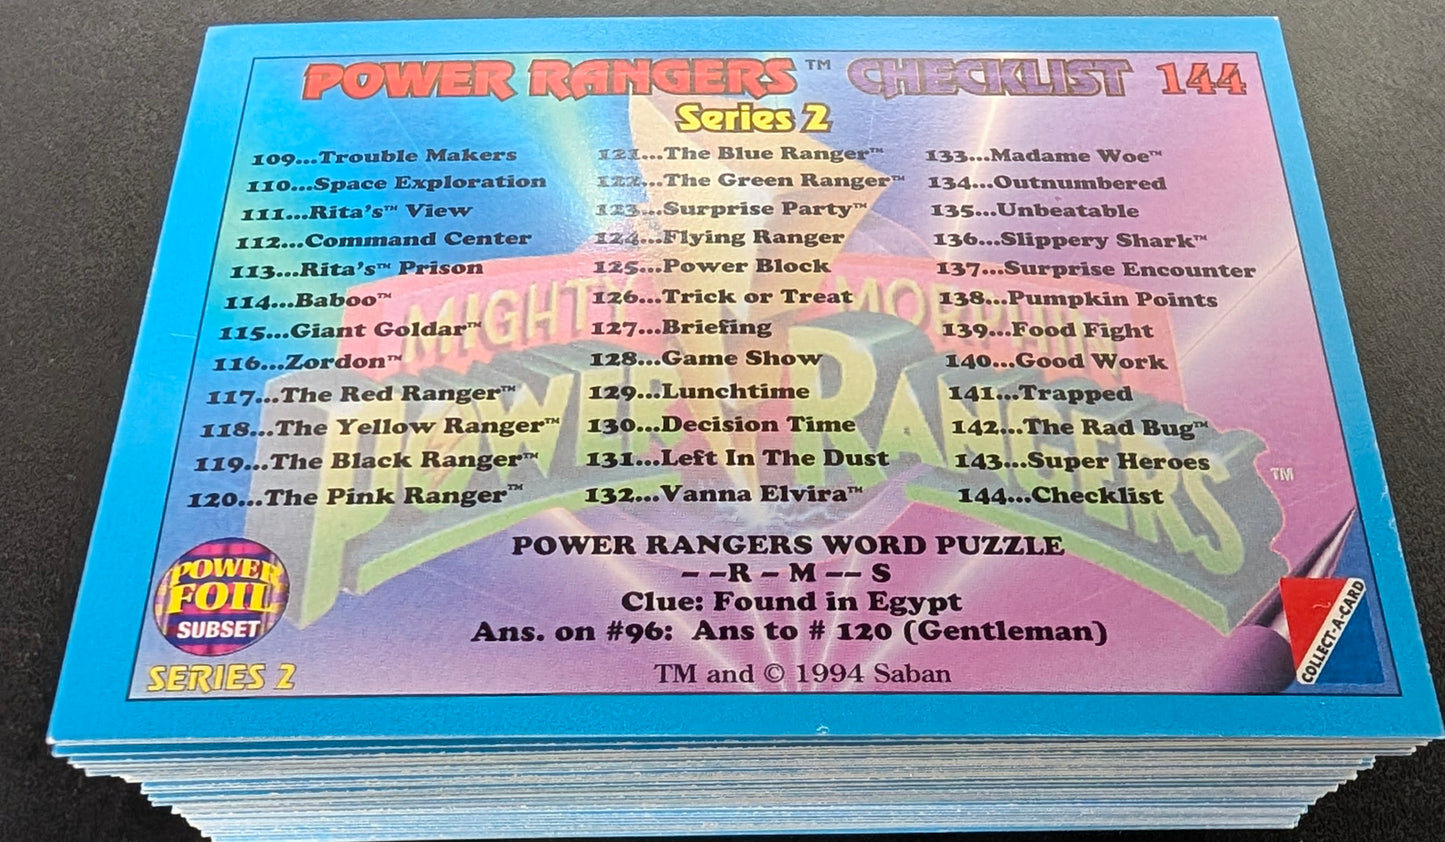 POWER RANGERS™ CHECKLIST 144
Series 2
109...Trouble Makers
110...Space Exploration
111...Rita's™ View
112...Command Center
113...Rita's™ Prison
114...Baboo™
115...Giant Goldar™
116...Zordon™
117...The Red Ranger™
118...The Yellow Ranger™
119...The Black Ranger™
120...The Pink Ranger™
121...The Blue Ranger™
122...The Green Ranger™
123...Surprise Party™
124...Flying Ranger
125...Power Block
126...Trick or Treat
127...Briefing
128...Game Show
129...Lunchtime
130...Decision Time
131...Left In The Dust
132...Vanna Elvira™
133...Madame Woe™
134...Outnumbered
135...Unbeatable
136...Slippery Shark™
137...Surprise Encounter
138...Pumpkin Points
139...Food Fight
140...Good Work
141...Trapped
142...The Rad Bug™
143...Super Heroes
144...Checklist
MIGHTY MORPHIN
POWER RANGERS
™
POWER RANGERS WORD PUZZLE
– –R – M –– S
Clue: Found in Egypt
Ans. on #96: Ans to # 120 (Gentleman)
TM and © 1994 Saban
POWER
FOIL
SUBSET
SERIES 2
COLLECT-A-CARD